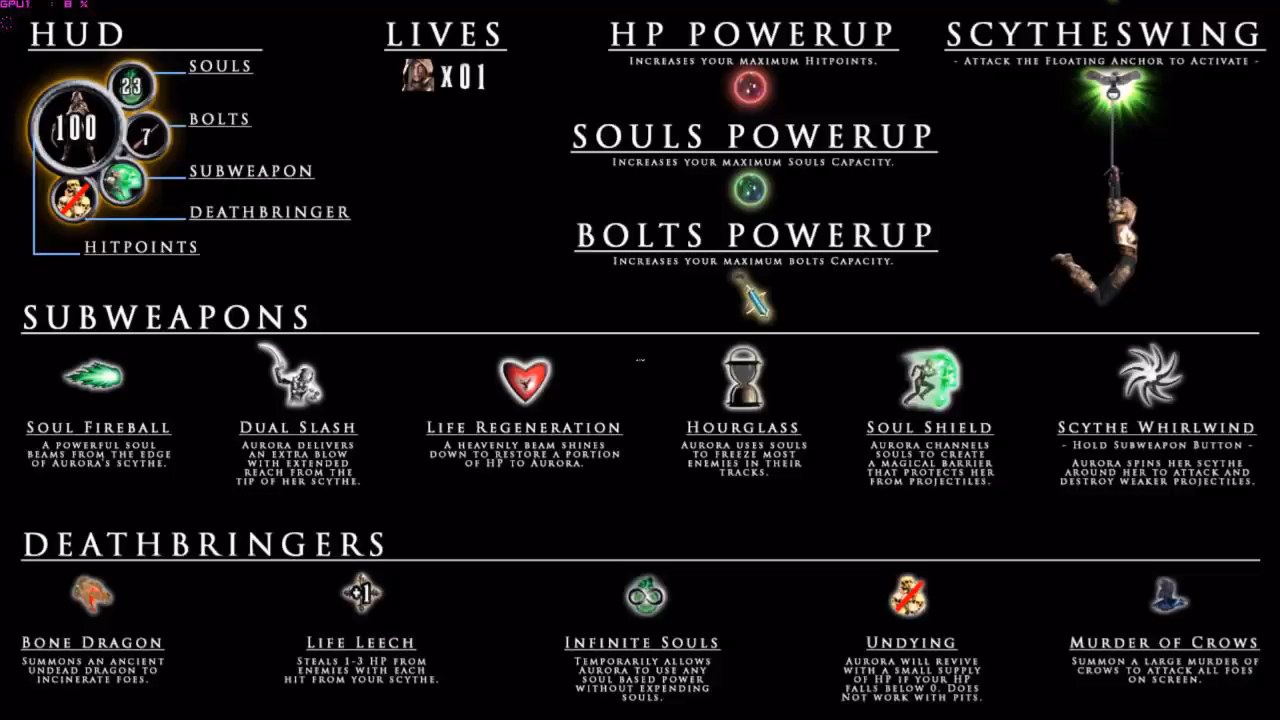 GPU1 : 8 %
HUD
SOULS
23
BOLTS
7
100
SUBWEAPON
DEATHBRINGER
HITPOINTS
LIVES
x01
HP POWERUP
INCREASES YOUR MAXIMUM HITPOINTS.
SOULS POWERUP
INCREASES YOUR MAXIMUM SOULS CAPACITY.
BOLTS POWERUP
INCREASES YOUR MAXIMUM BOLTS CAPACITY.
SCYTHESWING
- ATTACK THE FLOATING ANCHOR TO ACTIVATE -
SUBWEAPONS
SOUL FIREBALL
A POWERFUL SOUL
BEAMS FROM THE EDGE
OF AURORA'S SCYTHE.
DUAL SLASH
AURORA DELIVERS
AN EXTRA BLOW
WITH EXTENDED
REACH FROM THE
TIP OF HER SCYTHE.
LIFE REGENERATION
A HEAVENLY BEAM SHINES
DOWN TO RESTORE A PORTION
OF HP TO AURORA.
HOURGLASS
AURORA USES SOULS
TO FREEZE MOST
ENEMIES IN THEIR
TRACKS.
SOUL SHIELD
AURORA CHANNELS
SOULS TO CREATE
A MAGICAL BARRIER
THAT PROTECTS HER
FROM PROJECTILES.
SCYTHE WHIRLWIND
- HOLD SUBWEAPON BUTTON -
AURORA SPINS HER SCYTHE
AROUND HER TO ATTACK AND
DESTROY WEAKER PROJECTILES.
DEATHBRINGERS
BONE DRAGON
SUMMONS AN ANCIENT
UNDEAD DRAGON TO
INCINERATE FOES.
+1
LIFE LEECH
STEALS 1-3 HP FROM
ENEMIES WITH EACH
HIT FROM YOUR SCYTHE.
INFINITE SOULS
TEMPORARILY ALLOWS
AURORA TO USE ANY
SOUL BASED POWER
WITHOUT EXPENDING
SOULS.
UNDYING
AURORA WILL REVIVE
WITH A SMALL SUPPLY
OF HP IF YOUR HP
FALLS BELOW 0. DOES
NOT WORK WITH PITS.
MURDER OF CROWS
SUMMON A LARGE MURDER OF
CROWS TO ATTACK ALL FOES
ON SCREEN.